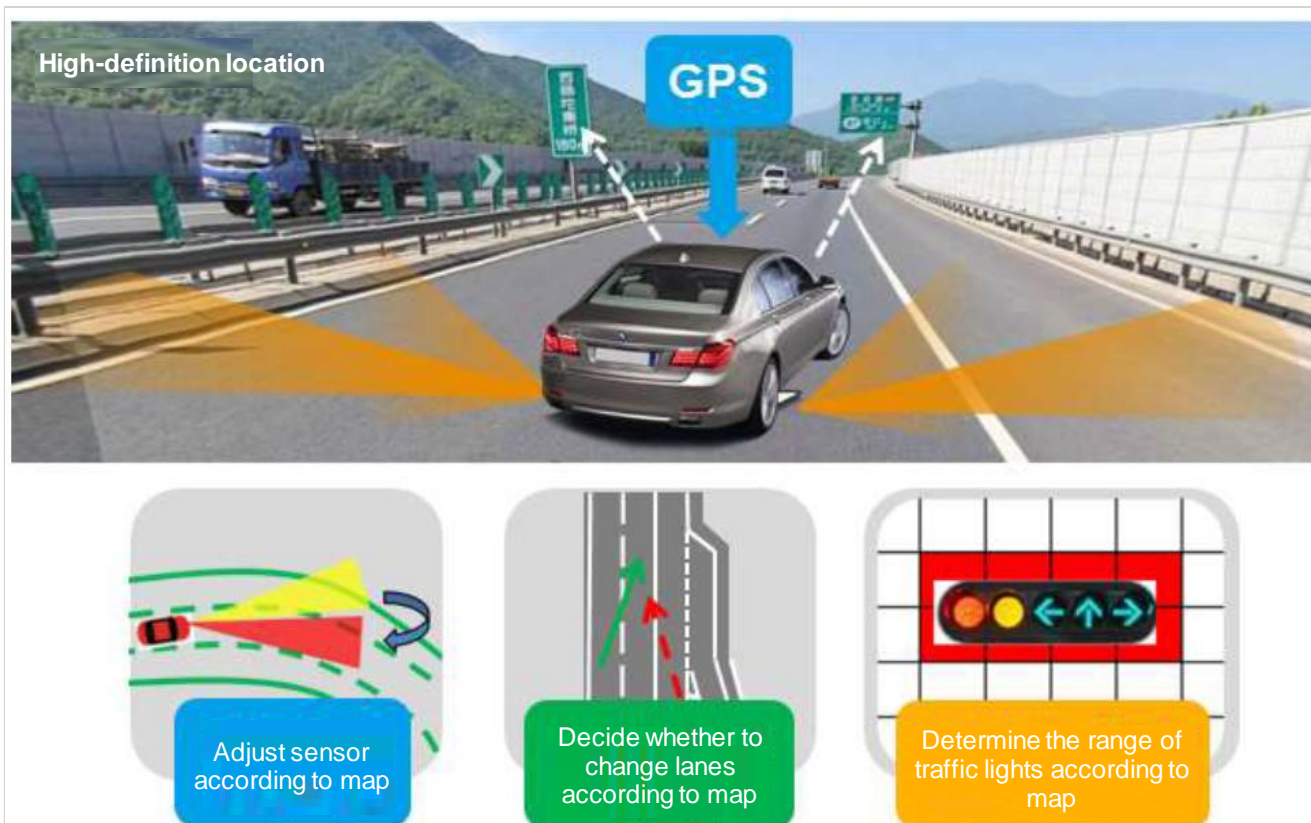 High-definition location
GPS
Adjust sensor
according to map
Decide whether to
change lanes
according to map
Determine the range of
traffic lights according to
map